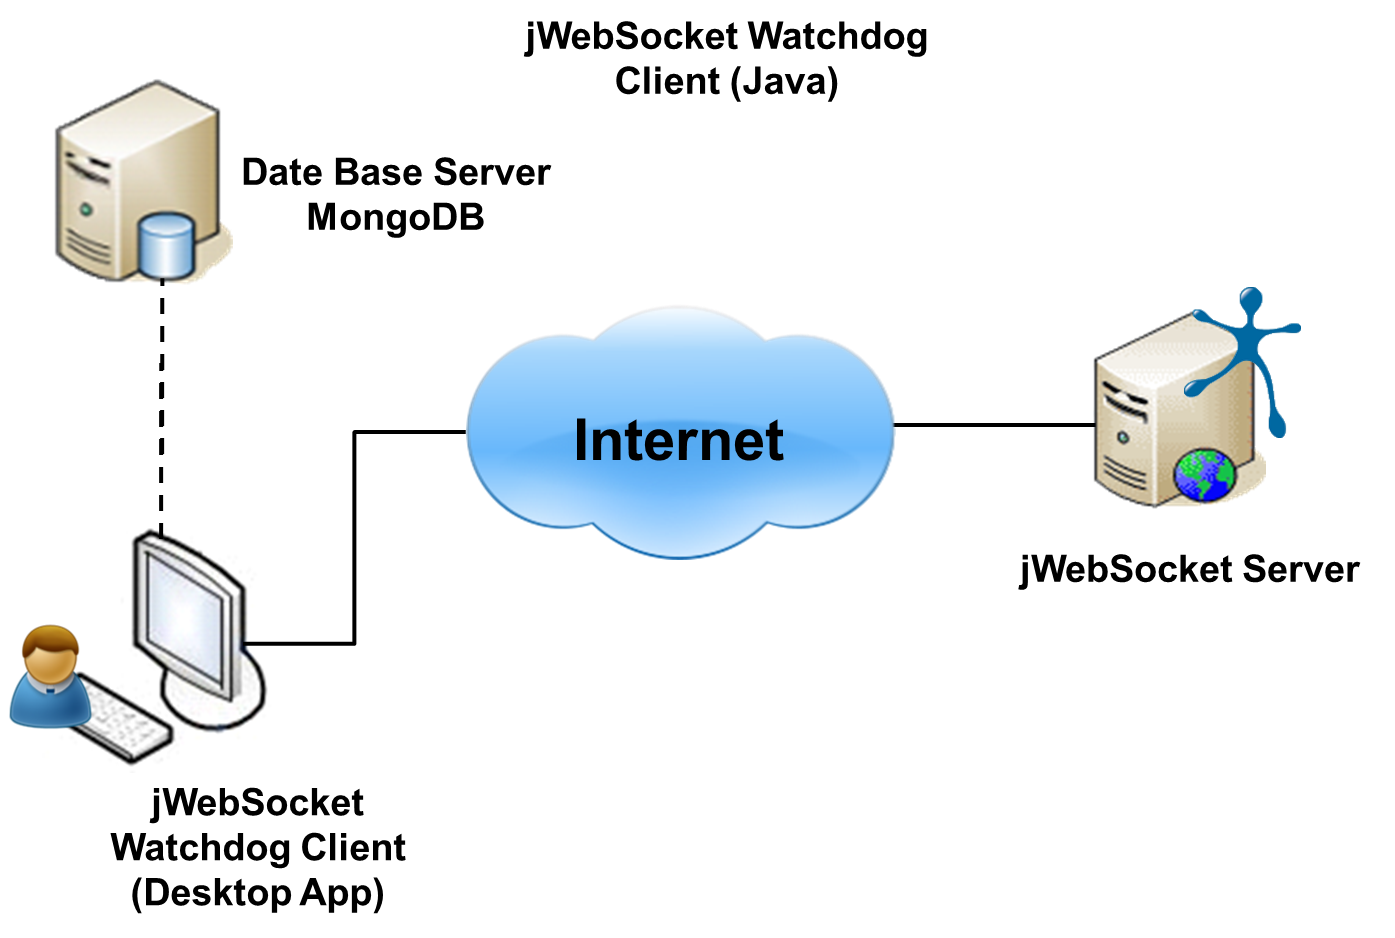 jWebSocket Watchdog
Client (Java)
Date Base Server
MongoDB
Internet
jWebSocket Server
jWebSocket
Watchdog Client
(Desktop App)